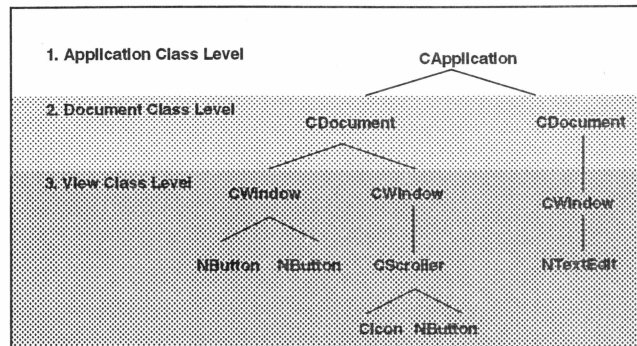 1. Application Class Level
CApplication
2. Document Class Level
CDocument
CDocument
3. View Class Level
CWindow
CWindow
CWindow
NButton
NButton
CScroller
NTextEdit
CIcon
NButton